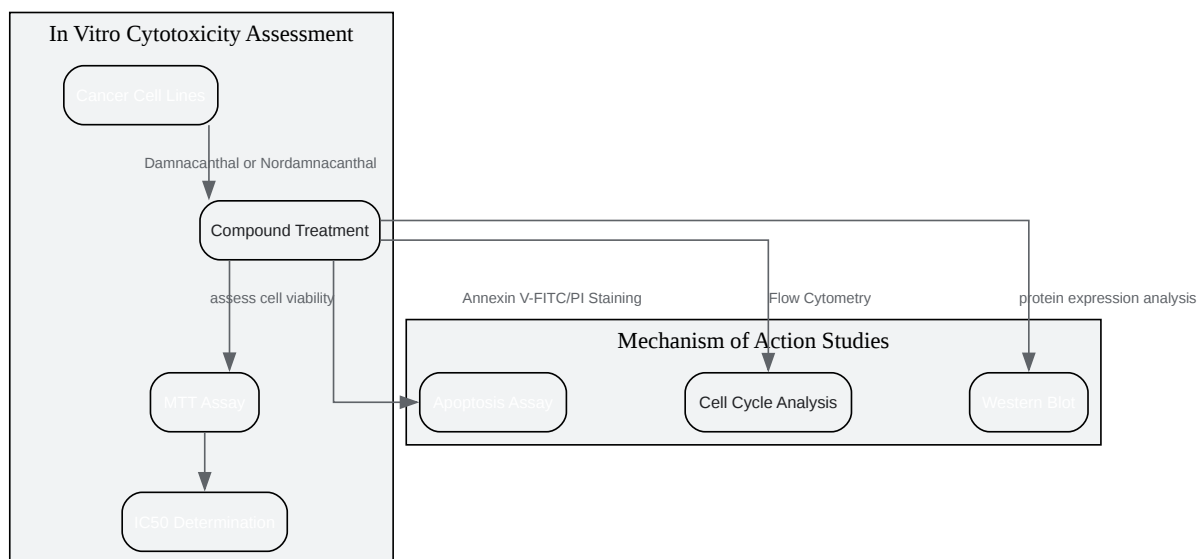 In Vitro Cytotoxicity Assessment
Cancer Cell Lines
Damnacanthal or Nordamnacanthal
Compound Treatment
assess cell viability
Annexin V-FITC/PI Staining
Flow Cytometry
protein expression analysis
Mechanism of Action Studies
MTT Assay
Apoptosis Assay
Cell Cycle Analysis
Western Blot
IC50 Determination